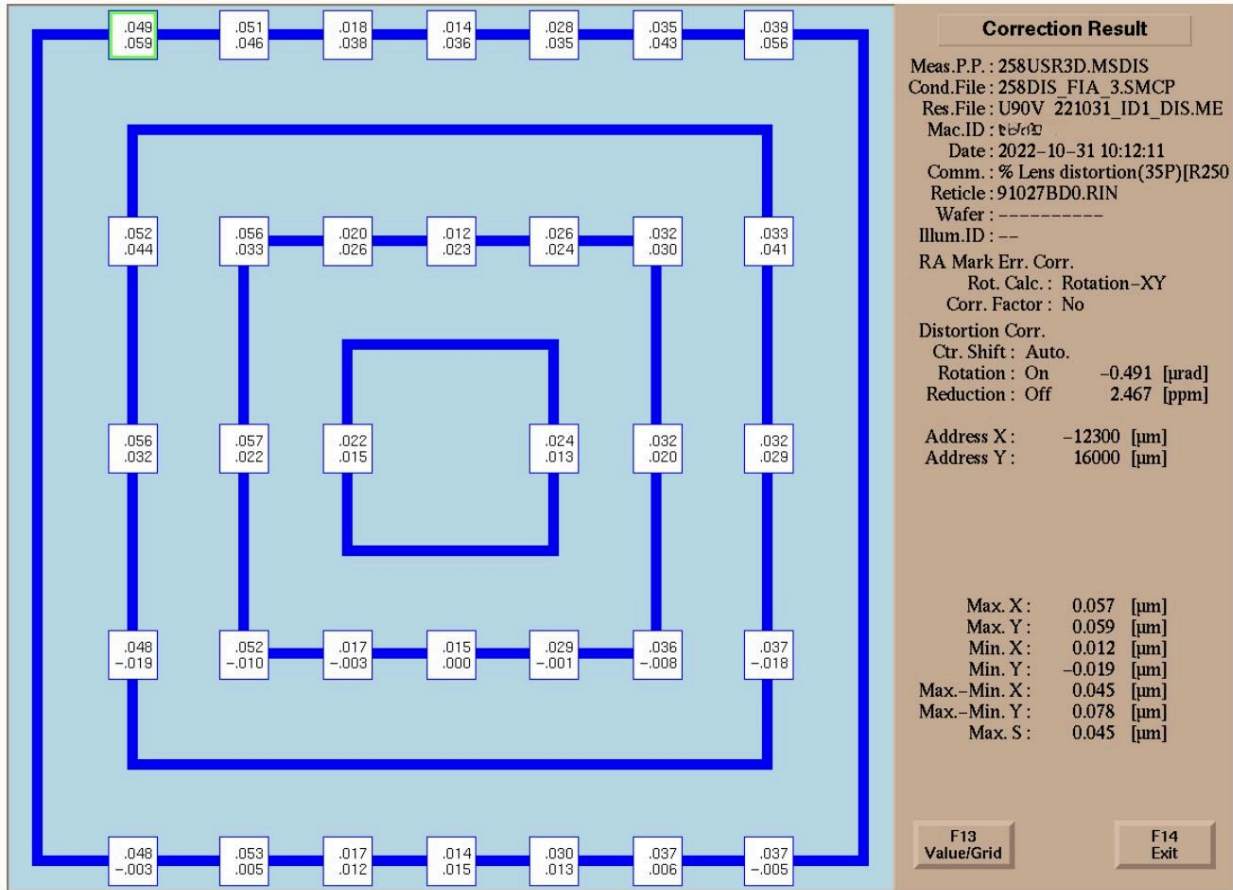 .049 .051 .018 .014 .028 .035 .039
.059 .046 .038 .036 .035 .043 .056
.052 .056 .020 .012 .026 .032 .033
.044 .033 .026 .023 .024 .030 .041
.056 .057 .022 .024 .032 .032
.032 .022 .015 .013 .020 .029
.048 .052 .017 .015 .029 .036 .037
-.019 -.010 -.003 .000 -.001 -.008 -.018
.048 .053 .017 .014 .030 .037 .037
-.003 .005 .012 .015 .013 .006 -.005
Correction Result
Meas.P.P. : 258USR3D.MSDIS
Cond.File : 258DIS_FIA_3.SMCP
Res.File : U90V 221031_ID1_DIS.ME
Mac.ID :
Date : 2022-10-31 10:12:11
Comm. : % Lens distortion(35P)[R250
Reticle : 91027BD0.RIN
Wafer : ----------
Illum.ID : --
RA Mark Err. Corr.
Rot. Calc. : Rotation-XY
Corr. Factor : No
Distortion Corr.
Ctr. Shift : Auto.
Rotation : On -0.491 [µrad]
Reduction : Off 2.467 [ppm]
Address X : -12300 [µm]
Address Y : 16000 [µm]
Max. X : 0.057 [µm]
Max. Y : 0.059 [µm]
Min. X : 0.012 [µm]
Min. Y : -0.019 [µm]
Max.-Min. X : 0.045 [µm]
Max.-Min. Y : 0.078 [µm]
Max. S : 0.045 [µm]
F13
Value/Grid
F14
Exit